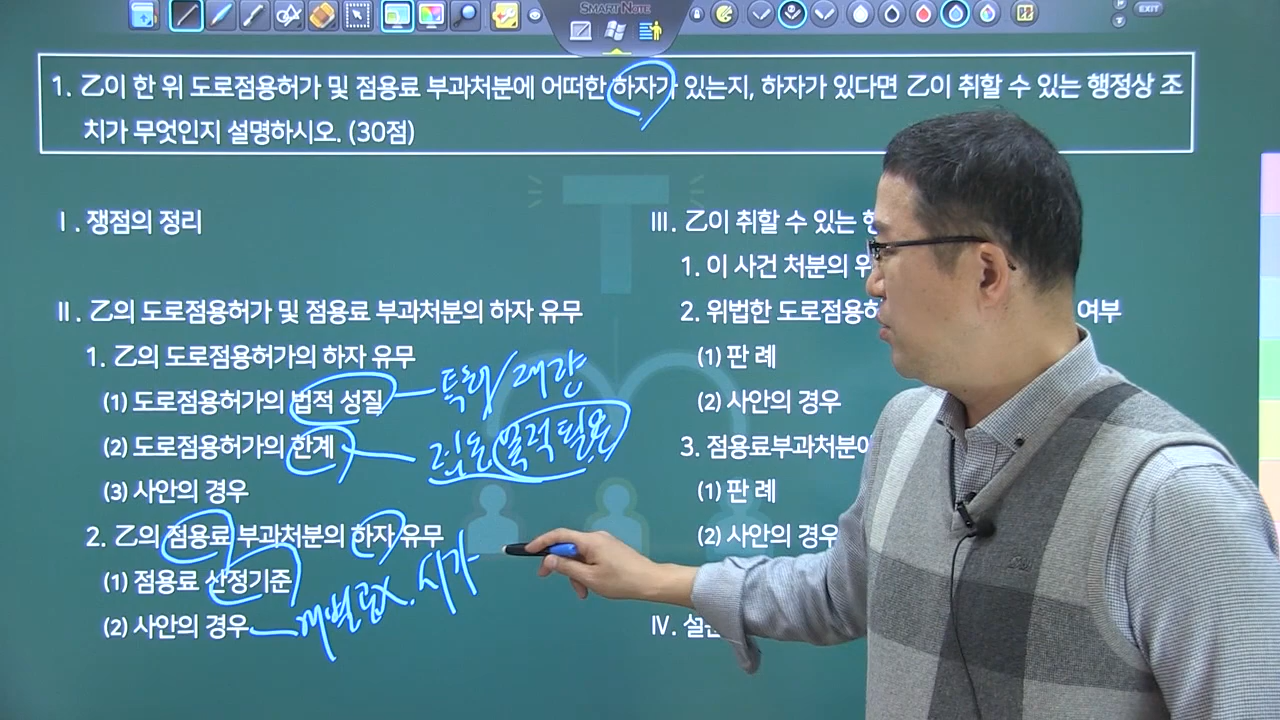 SMART NOTE
EXIT
1. 乙이 한 위 도로점용허가 및 점용료 부과처분에 어떠한 하자가 있는지, 하자가 있다면 乙이 취할 수 있는 행정상 조
치가 무엇인지 설명하시오. (30점)
Ⅰ. 쟁점의 정리
Ⅱ. 乙의 도로점용허가 및 점용료 부과처분의 하자 유무
1. 乙의 도로점용허가의 하자 유무
(1) 도로점용허가의 법적 성질
특허/재량
(2) 도로점용허가의 한계
(3) 사안의 경우
2. 乙의 점용료 부과처분의 하자 유무
(1) 점용료 산정기준
(2) 사안의 경우
Ⅲ. 乙이 취할 수 있는
1. 이 사건 처분의
2. 위법한 도로점용허 여부
(1) 판 례
(2) 사안의 경우
3. 점용료부과처분에
(1) 판 례
(2) 사안의 경우
Ⅳ.